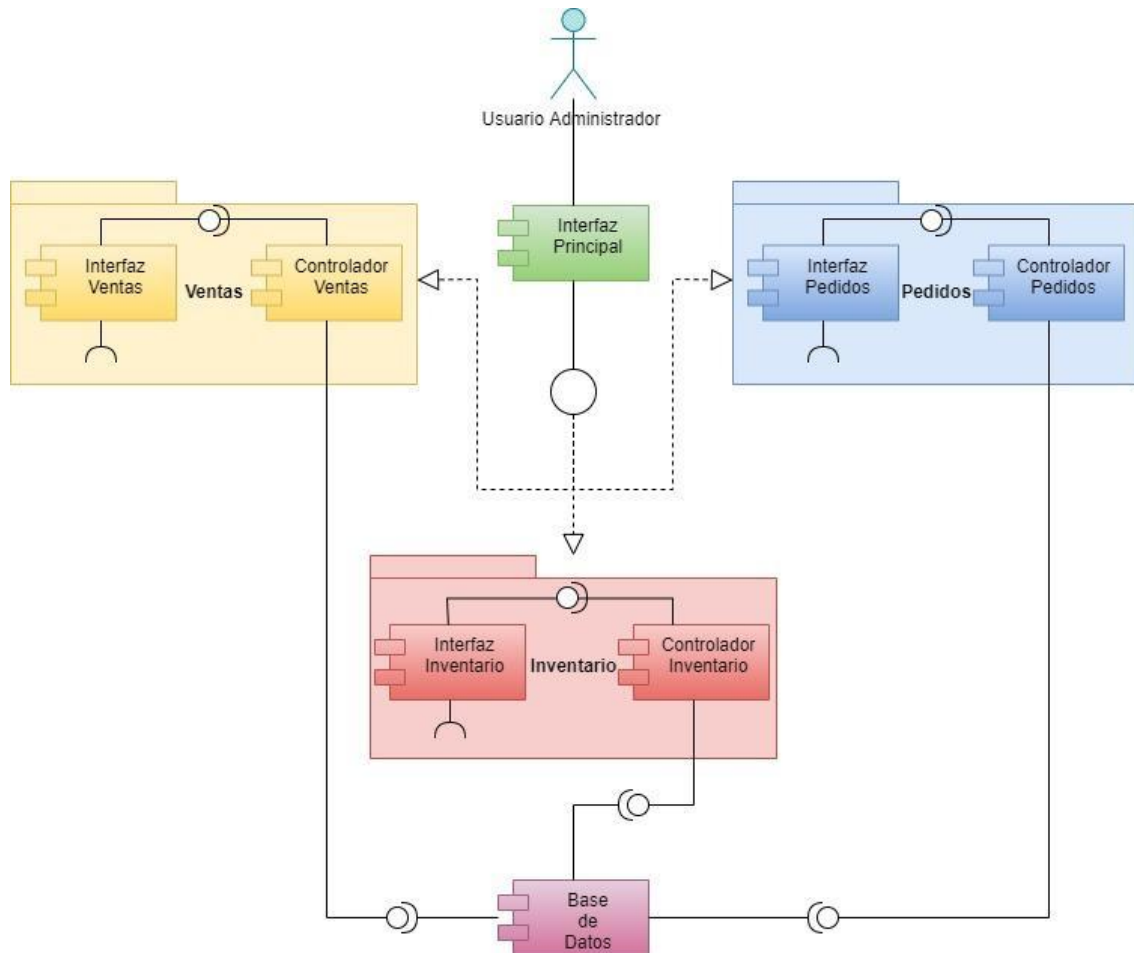 Usuario Administrador
Interfaz
Principal
Interfaz
Ventas
Ventas
Controlador
Ventas
Interfaz
Pedidos
Pedidos
Controlador
Pedidos
Interfaz
Inventario
Inventario
Controlador
Inventario
Base
de
Datos